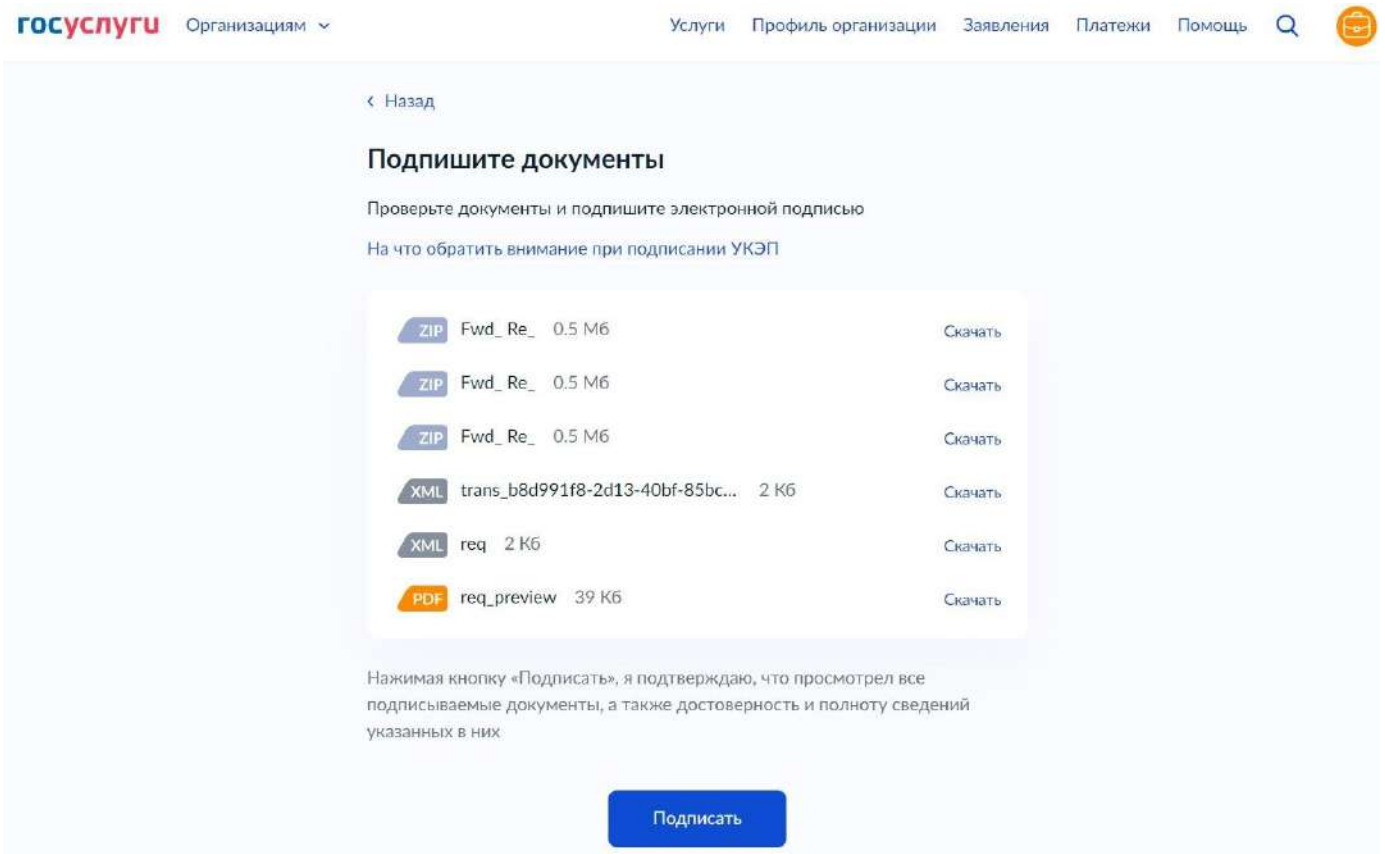 госуслуги Организациям Услуги Профиль организации Заявления Платежи Помощь
Назад
Подпишите документы
Проверьте документы и подпишите электронной подписью
На что обратить внимание при подписании УКЭП
ZIP Fwd_ Re_ 0.5 Мб Скачать
ZIP Fwd_ Re_ 0.5 Мб Скачать
ZIP Fwd_ Re_ 0.5 Мб Скачать
XML trans_b8d991f8-2d13-40bf-85bc... 2 Кб Скачать
XML req 2 Кб Скачать
PDF req_preview 39 Кб Скачать
Нажимая кнопку «Подписать», я подтверждаю, что просмотрел все
подписываемые документы, а также достоверность и полноту сведений
указанных в них
Подписать